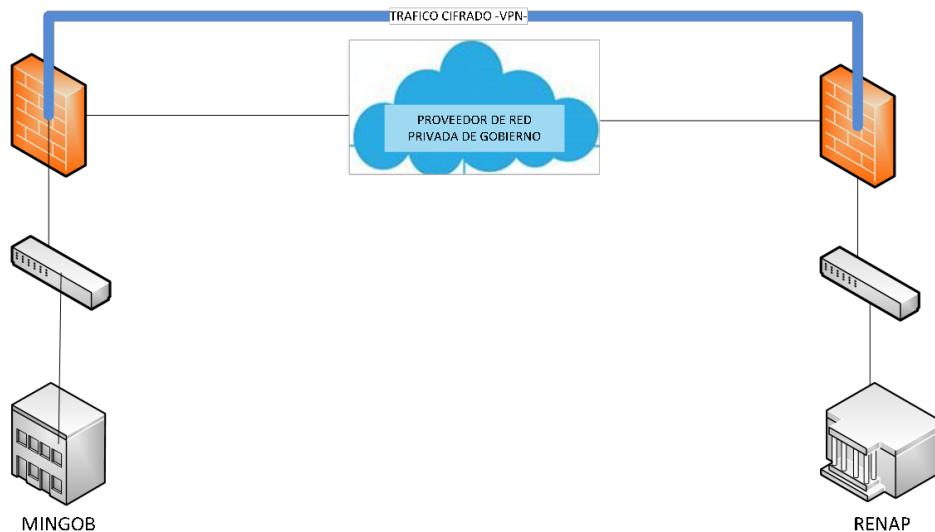 TRAFICO CIFRADO -VPN-
PROVEEDOR DE RED
PRIVADA DE GOBIERNO
MINGOB
RENAP